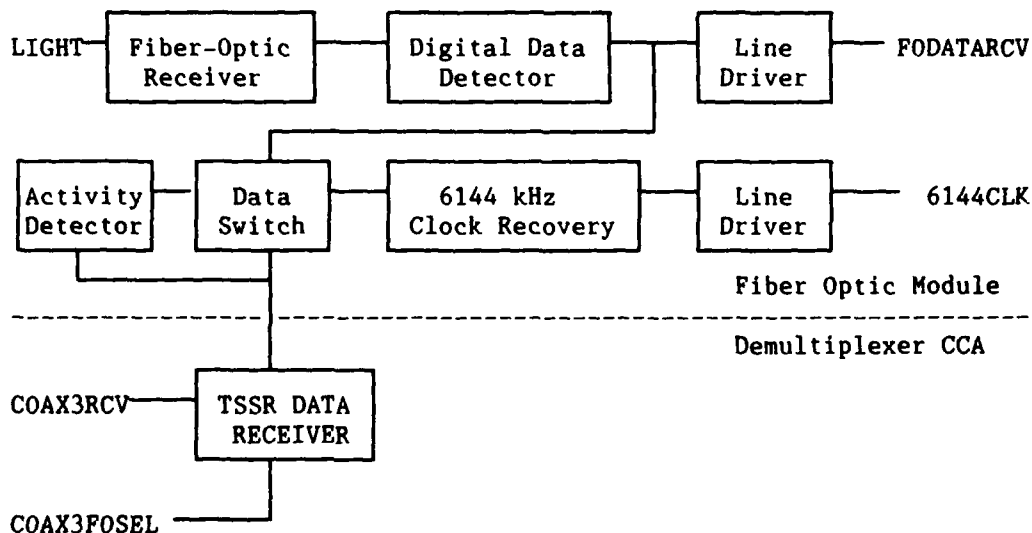 LIGHT
Fiber-Optic
Receiver
Digital Data
Detector
Line
Driver
FODATARCV
Activity
Detector
Data
Switch
6144 kHz
Clock Recovery
Line
Driver
6144CLK
Fiber Optic Module
Demultiplexer CCA
COAX3RCV
TSSR DATA
RECEIVER
COAX3FOSEL